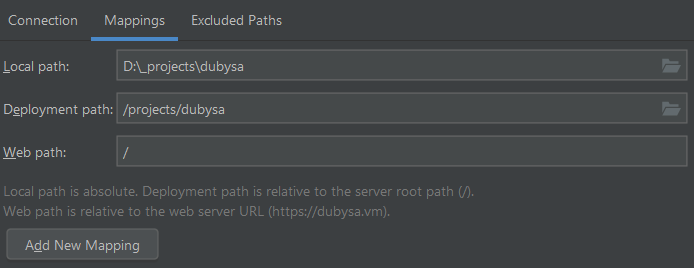 Connection Mappings Excluded Paths
Local path: D:\_projects\dubysa
Deployment path: /projects/dubysa
Web path: /
Local path is absolute. Deployment path is relative to the server root path (/).
Web path is relative to the web server URL (https://dubysa.vm).
Add New Mapping